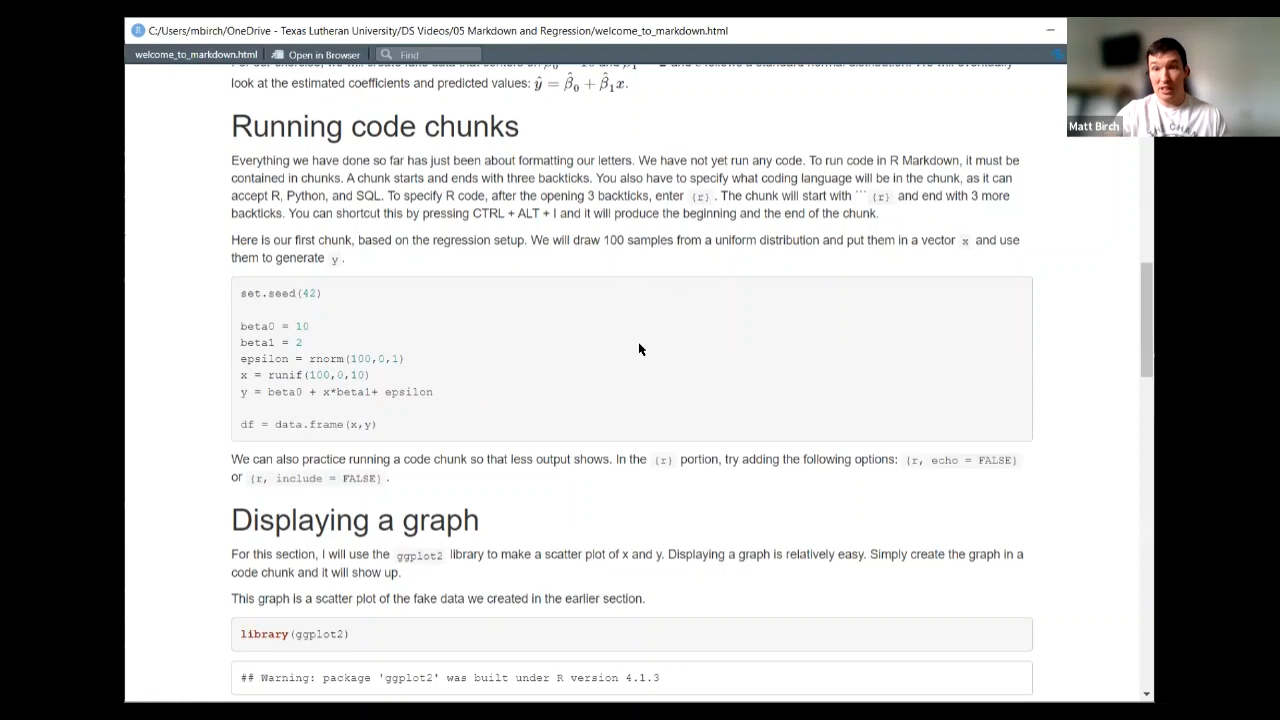 C:/Users/mbirch/OneDrive - Texas Lutheran University/DS Videos/05 Markdown and Regression/welcome_to_markdown.html
welcome_to_markdown.html Open in Browser Find
Matt Birch
look at the estimated coefficients and predicted values: ŷ = β̂₀ + β̂₁x.
Running code chunks
Everything we have done so far has just been about formatting our letters. We have not yet run any code. To run code in R Markdown, it must be
contained in chunks. A chunk starts and ends with three backticks. You also have to specify what coding language will be in the chunk, as it can
accept R, Python, and SQL. To specify R code, after the opening 3 backticks, enter {r} . The chunk will start with ``` {r} and end with 3 more
backticks. You can shortcut this by pressing CTRL + ALT + I and it will produce the beginning and the end of the chunk.
Here is our first chunk, based on the regression setup. We will draw 100 samples from a uniform distribution and put them in a vector x and use
them to generate y .
set.seed(42)
beta0 = 10
beta1 = 2
epsilon = rnorm(100,0,1)
x = runif(100,0,10)
y = beta0 + x*beta1+ epsilon
df = data.frame(x,y)
We can also practice running a code chunk so that less output shows. In the {r} portion, try adding the following options: {r, echo = FALSE}
or {r, include = FALSE} .
Displaying a graph
For this section, I will use the ggplot2 library to make a scatter plot of x and y. Displaying a graph is relatively easy. Simply create the graph in a
code chunk and it will show up.
This graph is a scatter plot of the fake data we created in the earlier section.
library(ggplot2)
## Warning: package 'ggplot2' was built under R version 4.1.3